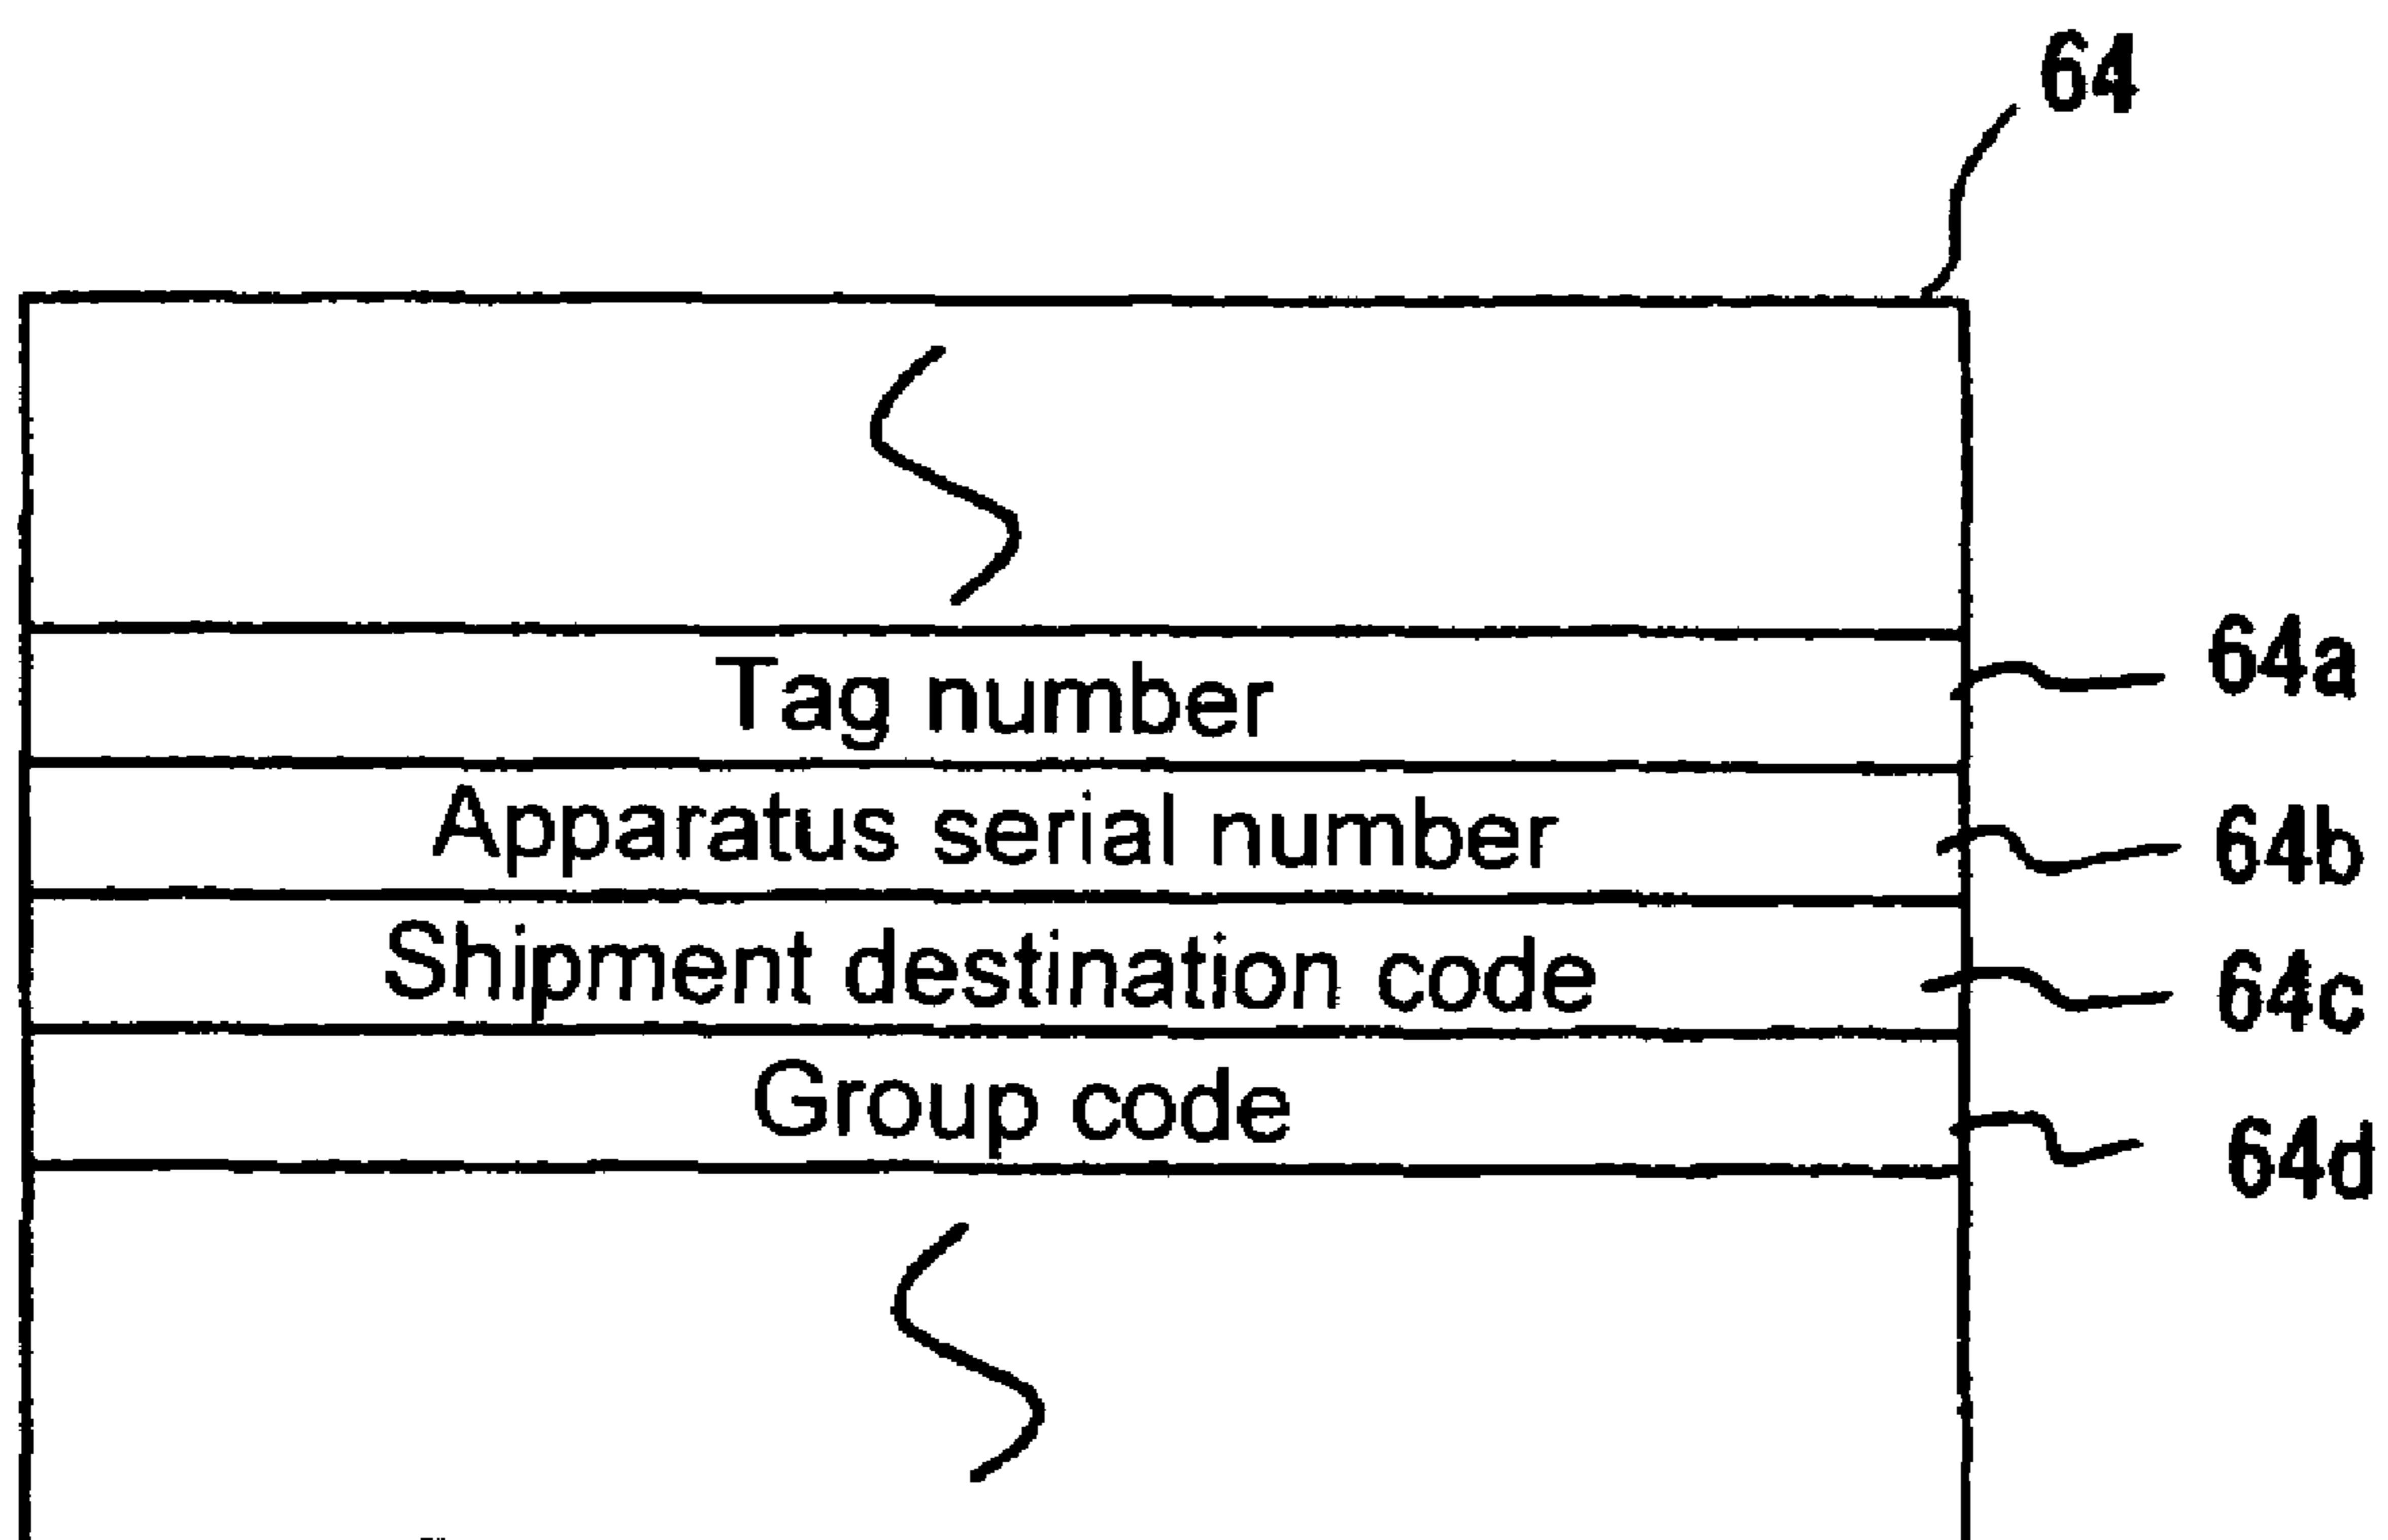 64
Tag number 64a
Apparatus serial number 64b
Shipment destination code 64c
Group code 64d